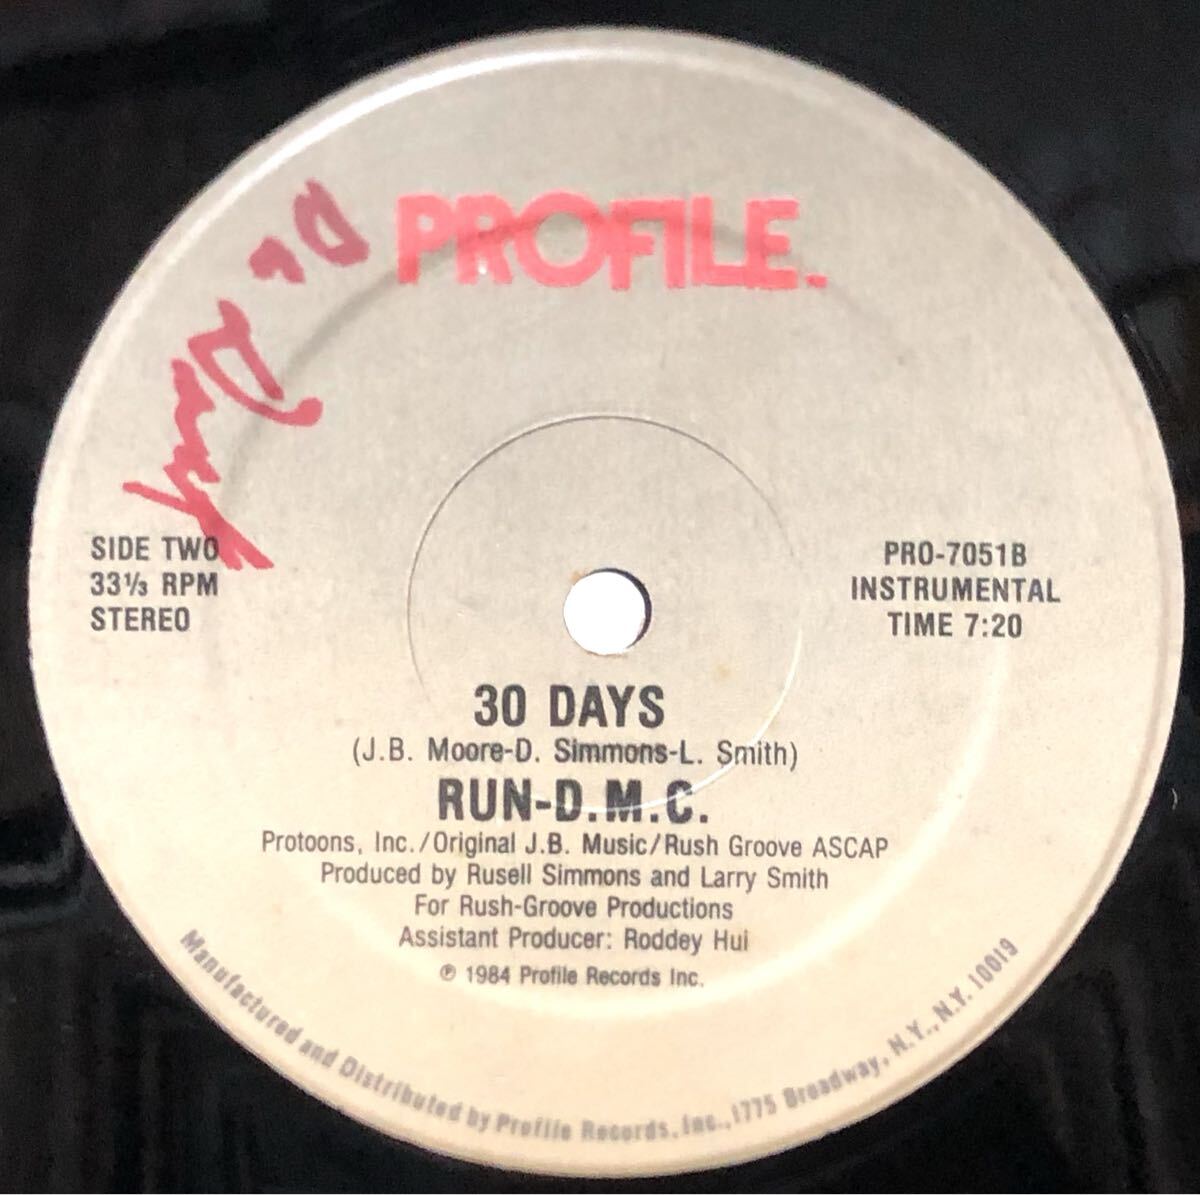 PROFILE.
SIDE TWO
33⅓ RPM
STEREO
PRO-7051B
INSTRUMENTAL
TIME 7:20
30 DAYS
(J.B. Moore-D. Simmons-L. Smith)
RUN-D.M.C.
Protoons, Inc./Original J.B. Music/Rush Groove ASCAP
Produced by Rusell Simmons and Larry Smith
For Rush-Groove Productions
Assistant Producer: Roddey Hui
℗ 1984 Profile Records Inc.
Manufactured and Distributed by Profile Records, Inc., 1775 Broadway, N.Y., N.Y. 10019